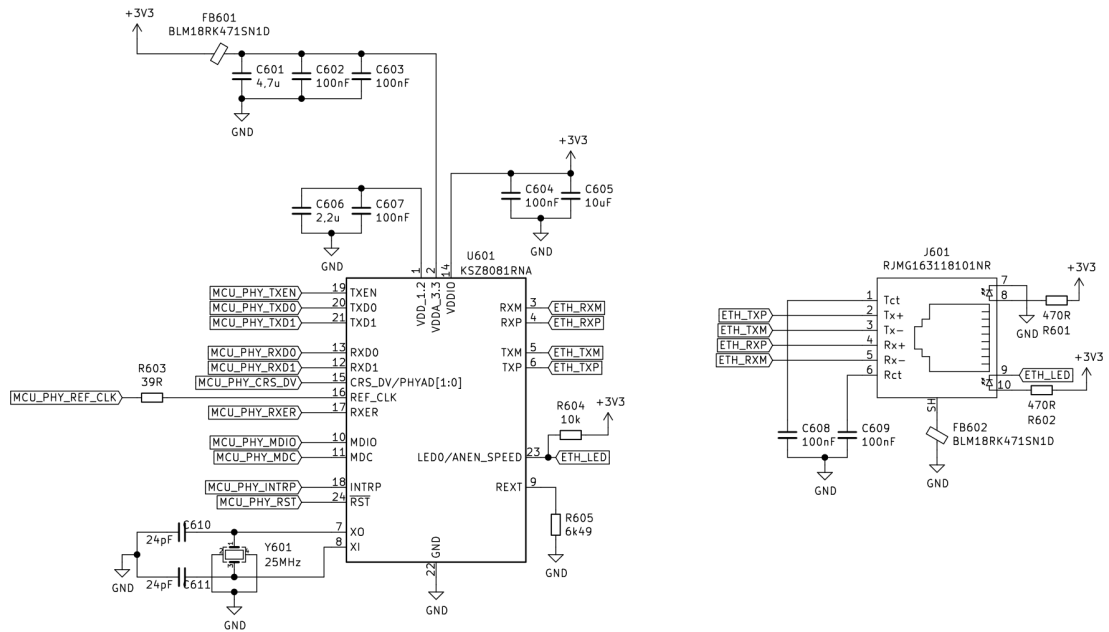 +3V3
FB601
BLM18RK471SN1D
C601
4,7u
C602
100nF
C603
100nF
GND
+3V3
C604
100nF
C605
10uF
GND
C606
2,2u
C607
100nF
GND
U601
KSZ8081RNA
1
2
14
VDD_1.2
VDDA_3.3
VDDIO
MCU_PHY_TXEN 19 TXEN
MCU_PHY_TXD0 20 TXD0
MCU_PHY_TXD1 21 TXD1
MCU_PHY_RXD0 13 RXD0
MCU_PHY_RXD1 12 RXD1
MCU_PHY_CRS_DV 15 CRS_DV/PHYAD[1:0]
R603
39R
MCU_PHY_REF_CLK 16 REF_CLK
MCU_PHY_RXER 17 RXER
MCU_PHY_MDIO 10 MDIO
MCU_PHY_MDC 11 MDC
MCU_PHY_INTRP 18 INTRP
MCU_PHY_RST 24 RST
7 XO
8 XI
C610
24pF
C611
24pF
GND
Y601
25MHz
1
2
3
4
GND
22
GND
GND
RXM 3 ETH_RXM
RXP 4 ETH_RXP
TXM 5 ETH_TXM
TXP 6 ETH_TXP
R604
10k
+3V3
LED0/ANEN_SPEED 23 ETH_LED
REXT 9
R605
6k49
GND
J601
RJMG163118101NR
1 Tct
ETH_TXP 2 Tx+
ETH_TXM 3 Tx-
ETH_RXP 4 Rx+
ETH_RXM 5 Rx-
6 Rct
7
8
GND
+3V3
470R
R601
9 ETH_LED
10
+3V3
470R
R602
SH
FB602
BLM18RK471SN1D
GND
C608
100nF
C609
100nF
GND